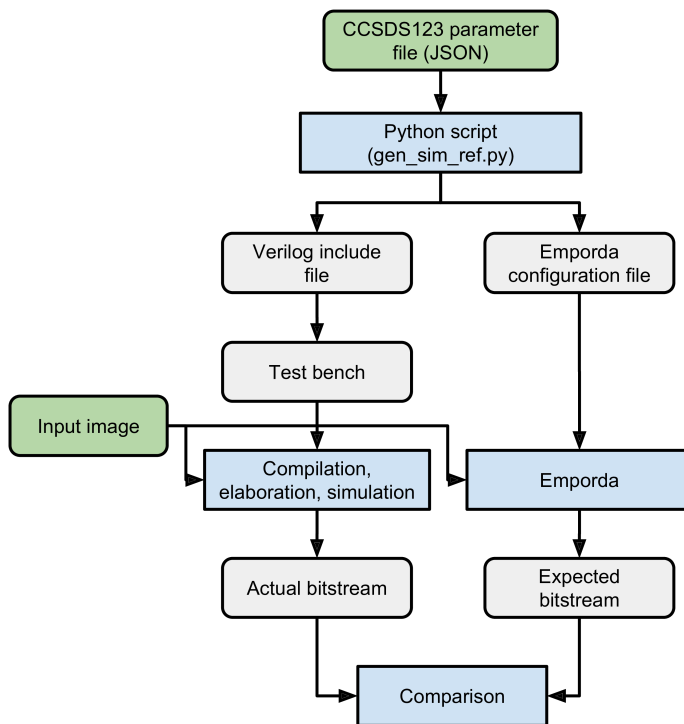 CCSDS123 parameter
file (JSON)
Python script
(gen_sim_ref.py)
Verilog include
file
Emporda
configuration file
Test bench
Input image
Compilation,
elaboration, simulation
Emporda
Actual bitstream
Expected
bitstream
Comparison